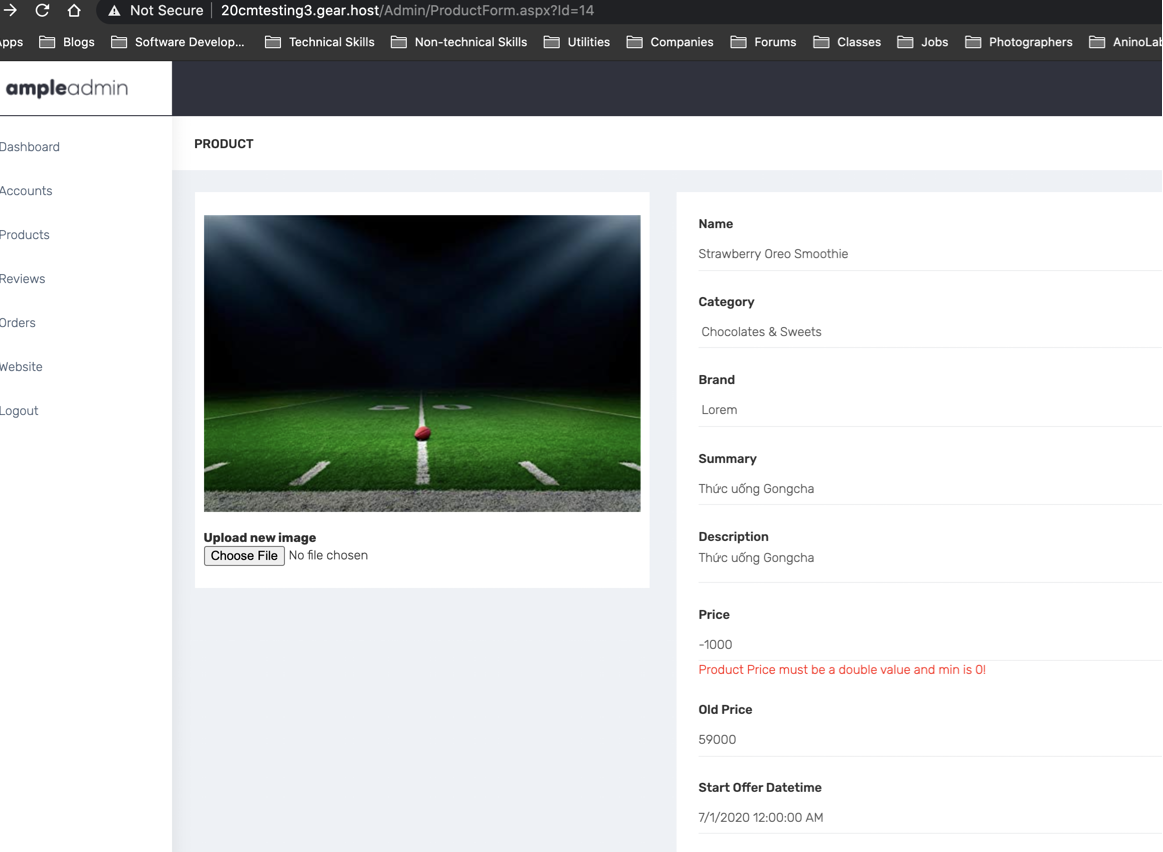 Not Secure
20cmtesting3.gear.host/Admin/ProductForm.aspx?Id=14
Blogs
Software Develop...
Technical Skills
Non-technical Skills
Utilities
Companies
Forums
Classes
Jobs
Photographers
ampleadmin
Dashboard
Accounts
Products
Reviews
Orders
Website
Logout
PRODUCT
Upload new image
Choose File No file chosen
Name
Strawberry Oreo Smoothie
Category
Chocolates & Sweets
Brand
Lorem
Summary
Thức uống Gongcha
Description
Thức uống Gongcha
Price
-1000
Product Price must be a double value and min is 0!
Old Price
59000
Start Offer Datetime
7/1/2020 12:00:00 AM